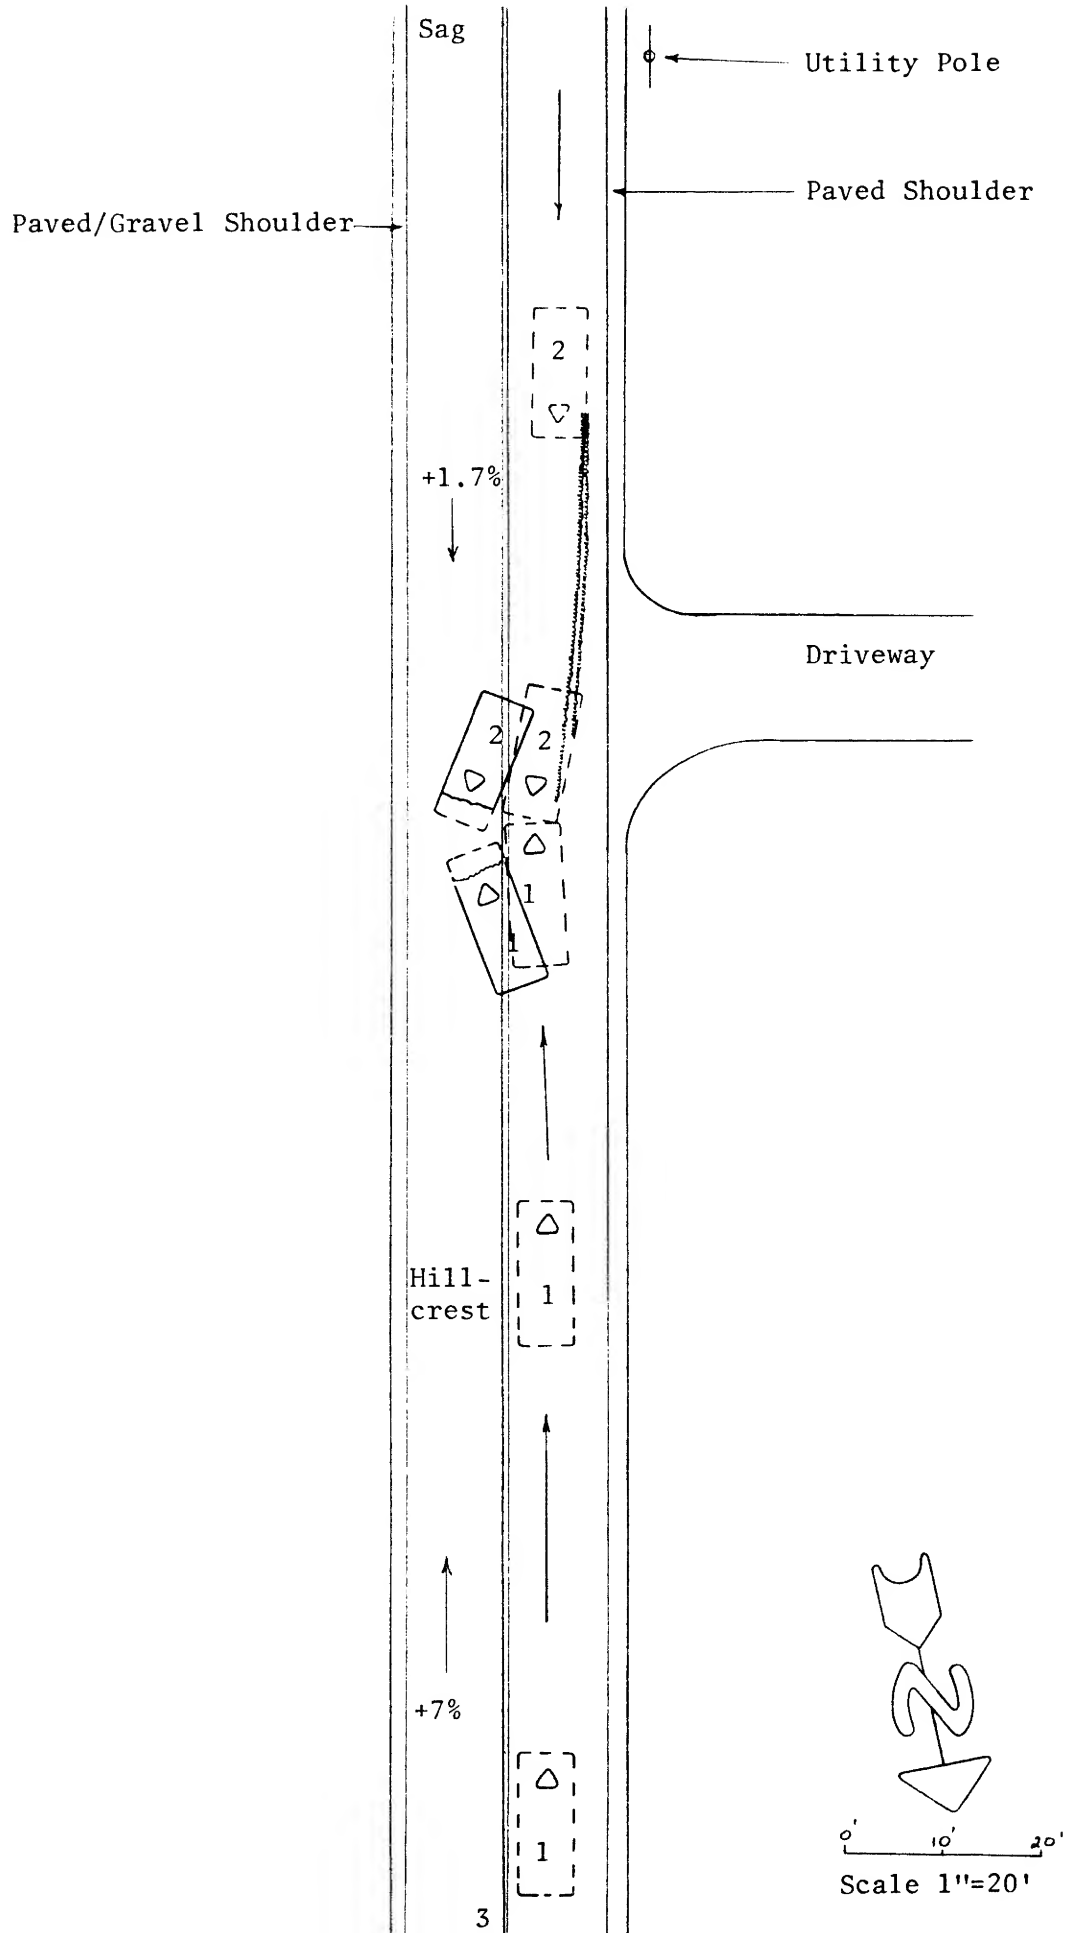 Sag
Utility Pole
Paved Shoulder
Paved/Gravel Shoulder
2
+1.7%
Driveway
2
2
1
1
Hill-
crest
1
+7%
1
N
0' 10' 20'
Scale 1"=20'
3